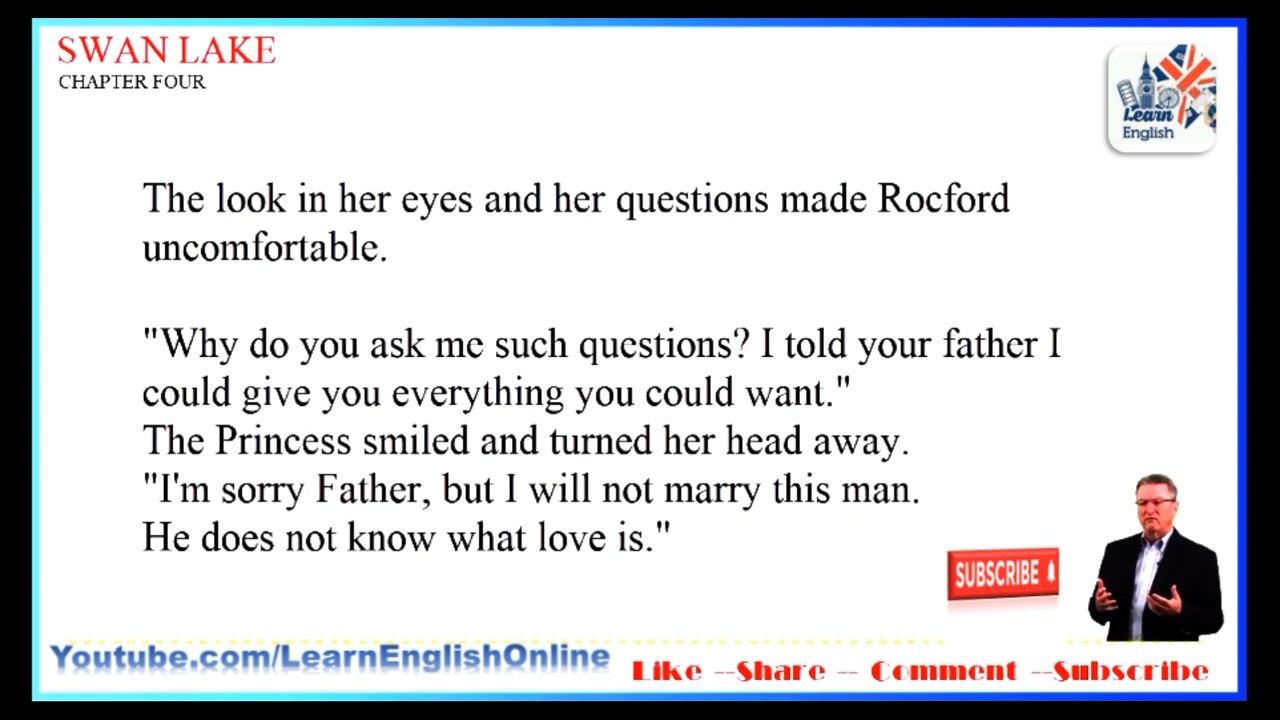 SWAN LAKE
CHAPTER FOUR
Learn
English
The look in her eyes and her questions made Rocford
uncomfortable.
"Why do you ask me such questions? I told your father I
could give you everything you could want."
The Princess smiled and turned her head away.
"I'm sorry Father, but I will not marry this man.
He does not know what love is."
SUBSCRIBE
Youtube.com/LearnEnglishOnline
Like --Share -- Comment --Subscribe